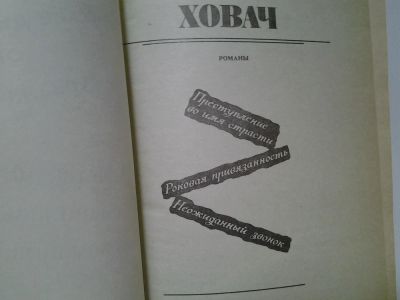 ХОВАЧ
РОМАНЫ
Преступление
во имя страсти
Роковая привязанность
Неожиданный звонок